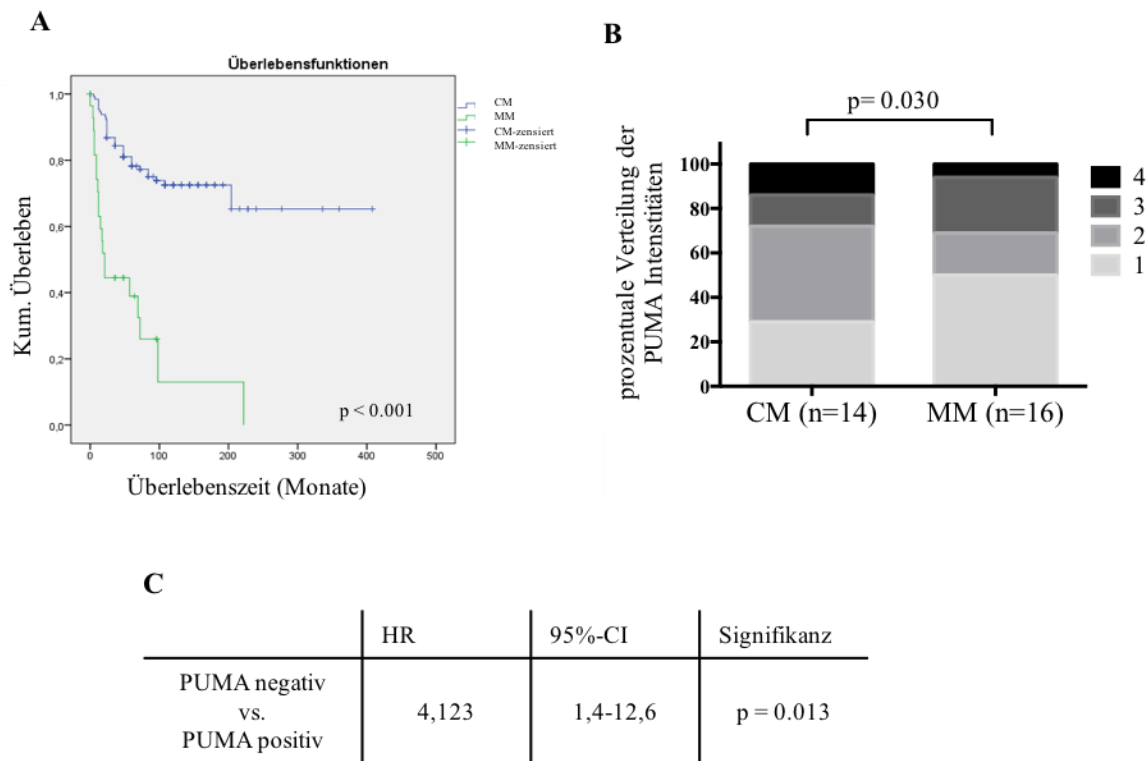 A
Überlebensfunktionen
1,0
0,8
0,6
0,4
0,2
0,0
0
100
200
300
400
500
Kum. Überleben
Überlebenszeit (Monate)
p < 0.001
CM
MM
CM-zensiert
MM-zensiert
B
p= 0.030
prozentuale Verteilung der
PUMA Intenstitäten
100
80
60
40
20
0
CM (n=14)
MM (n=16)
4
3
2
1
C
HR
95%-CI
Signifikanz
PUMA negativ
vs.
PUMA positiv
4,123
1,4-12,6
p = 0.013